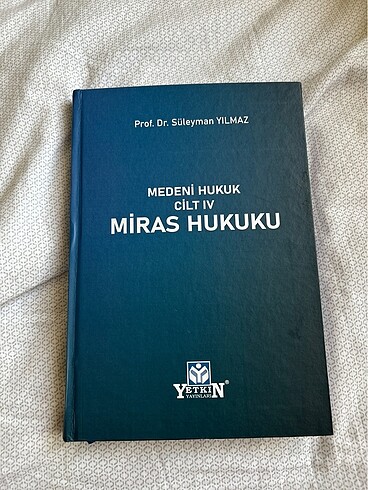 Prof. Dr. Süleyman YILMAZ
MEDENİ HUKUK
CİLT IV
MİRAS HUKUKU
YETKİN®
YAYINLARI